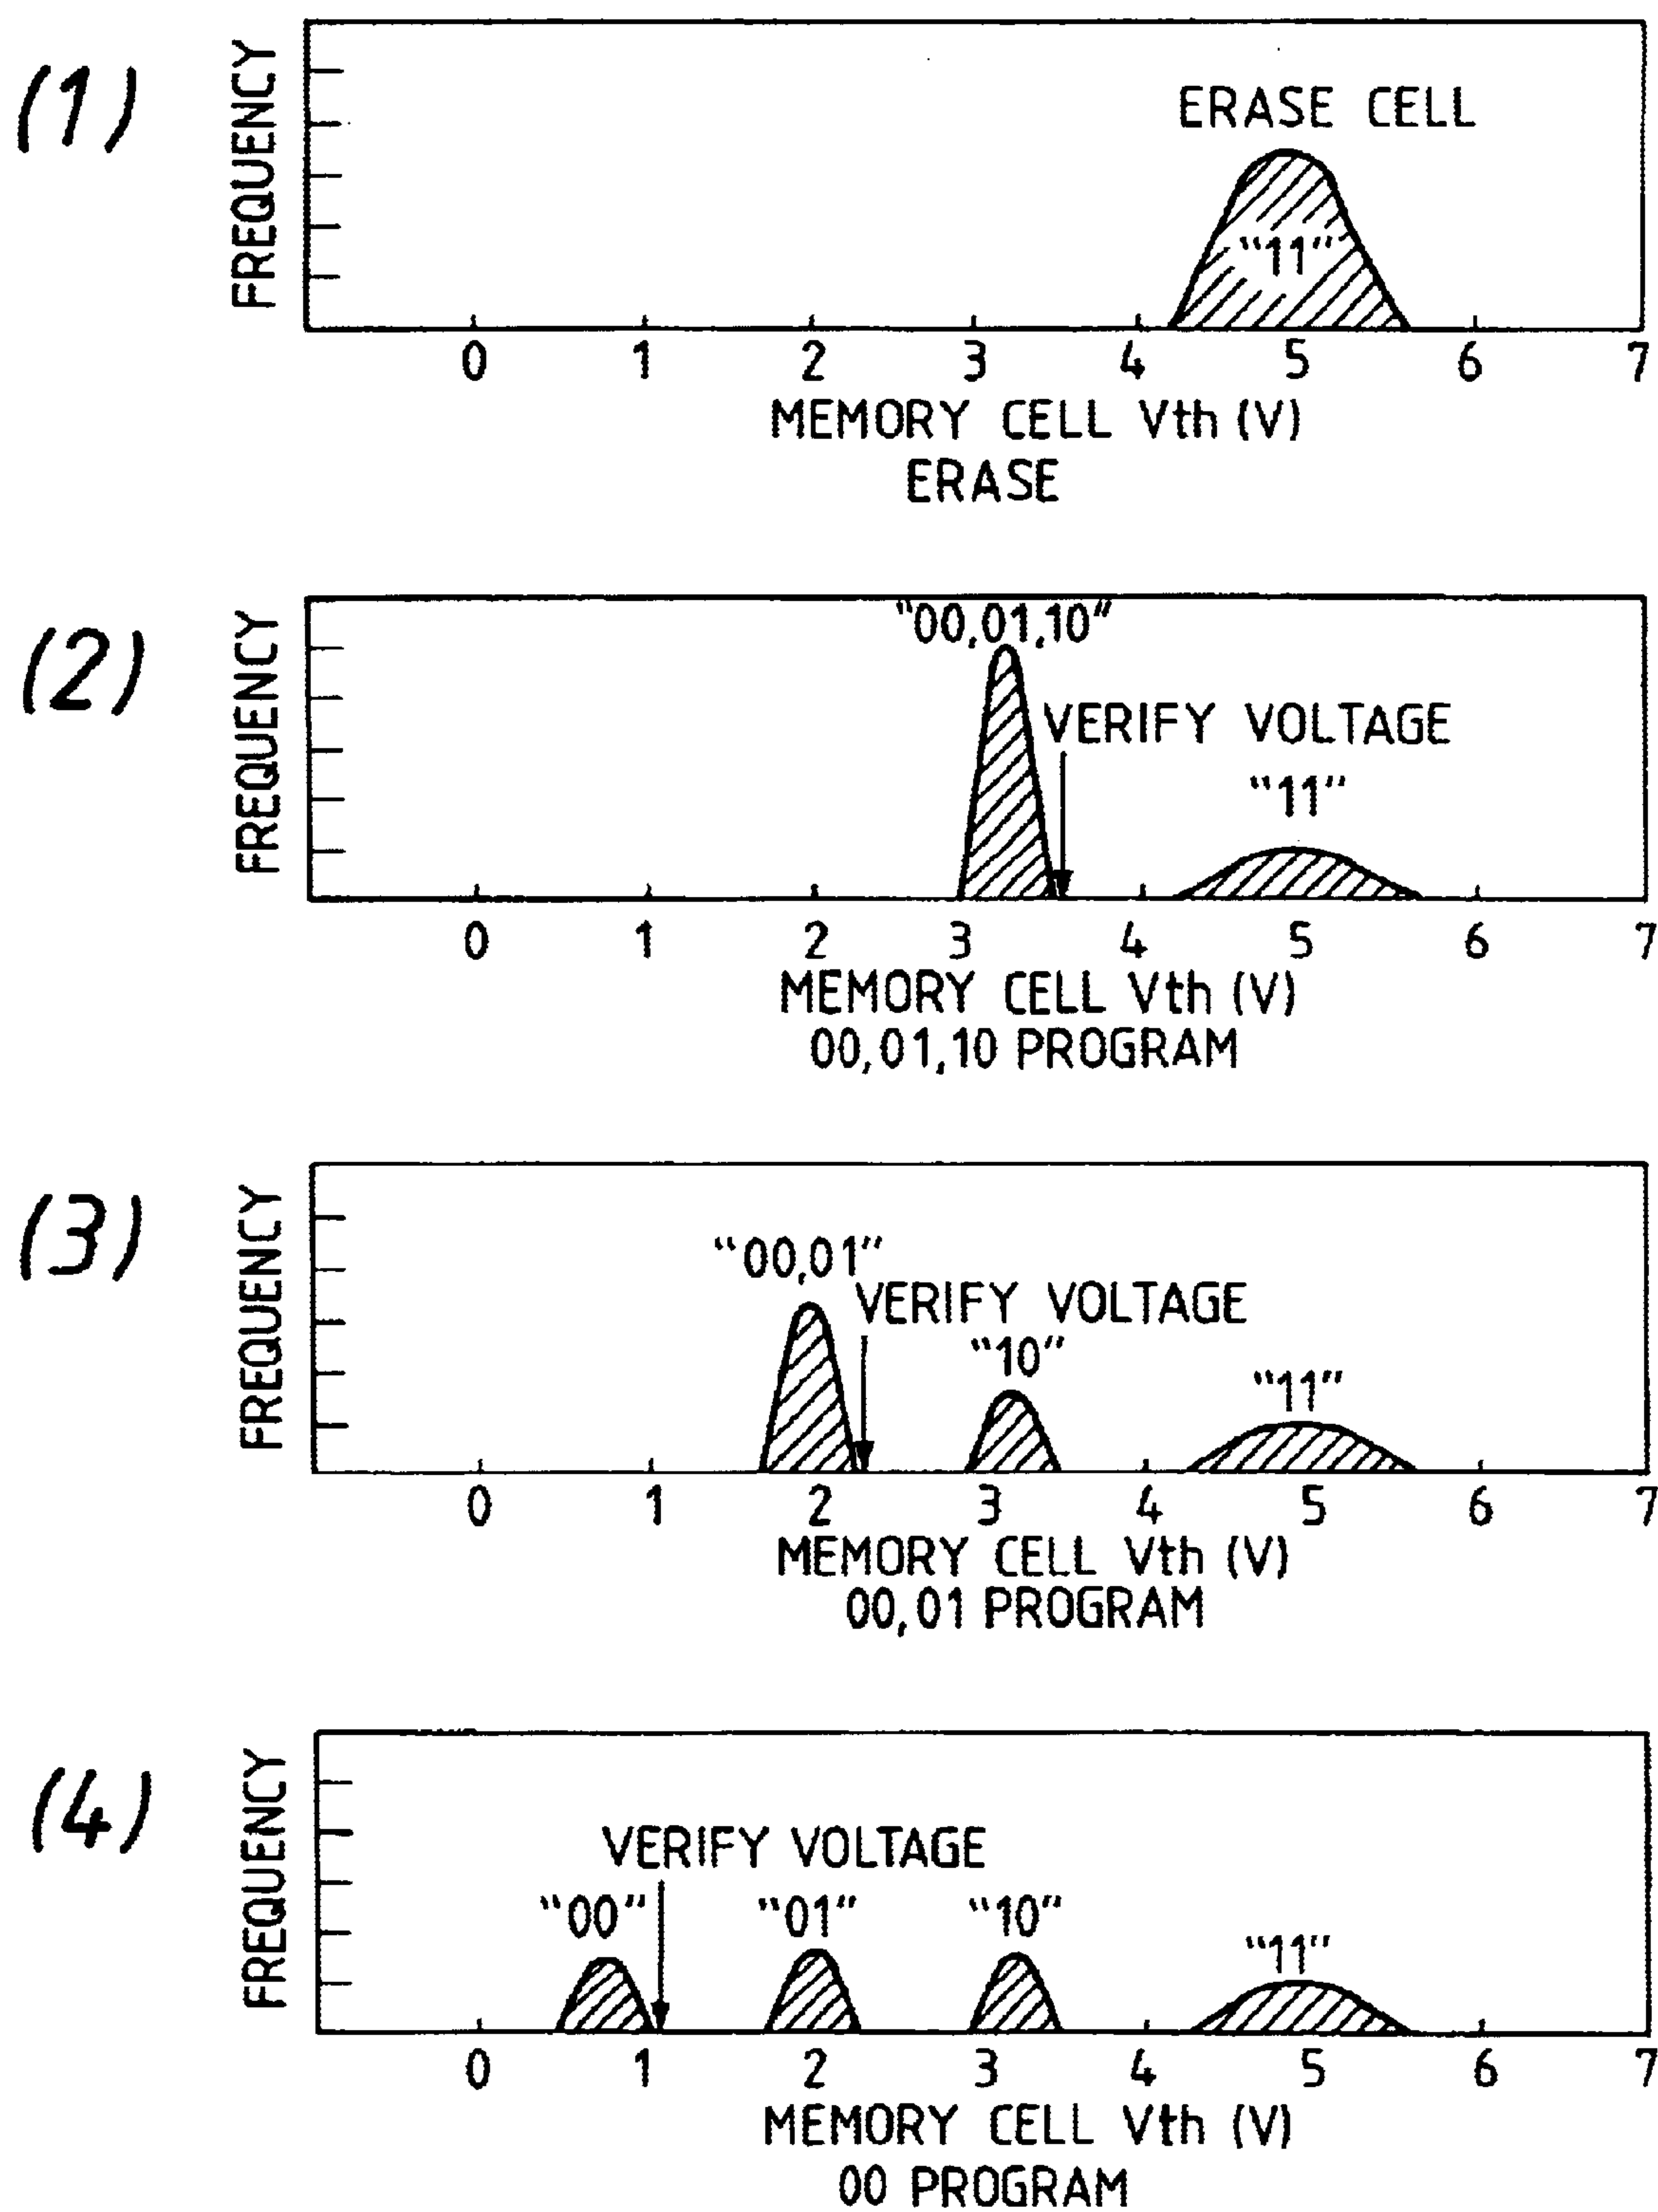 (1)
FREQUENCY
ERASE CELL
“11”
0 1 2 3 4 5 6 7
MEMORY CELL Vth (V)
ERASE
(2)
FREQUENCY
“00,01,10”
VERIFY VOLTAGE
“11”
0 1 2 3 4 5 6 7
MEMORY CELL Vth (V)
00,01,10 PROGRAM
(3)
FREQUENCY
“00,01”
VERIFY VOLTAGE
“10”
“11”
0 1 2 3 4 5 6 7
MEMORY CELL Vth (V)
00,01 PROGRAM
(4)
FREQUENCY
VERIFY VOLTAGE
“00” “01” “10” “11”
0 1 2 3 4 5 6 7
MEMORY CELL Vth (V)
00 PROGRAM